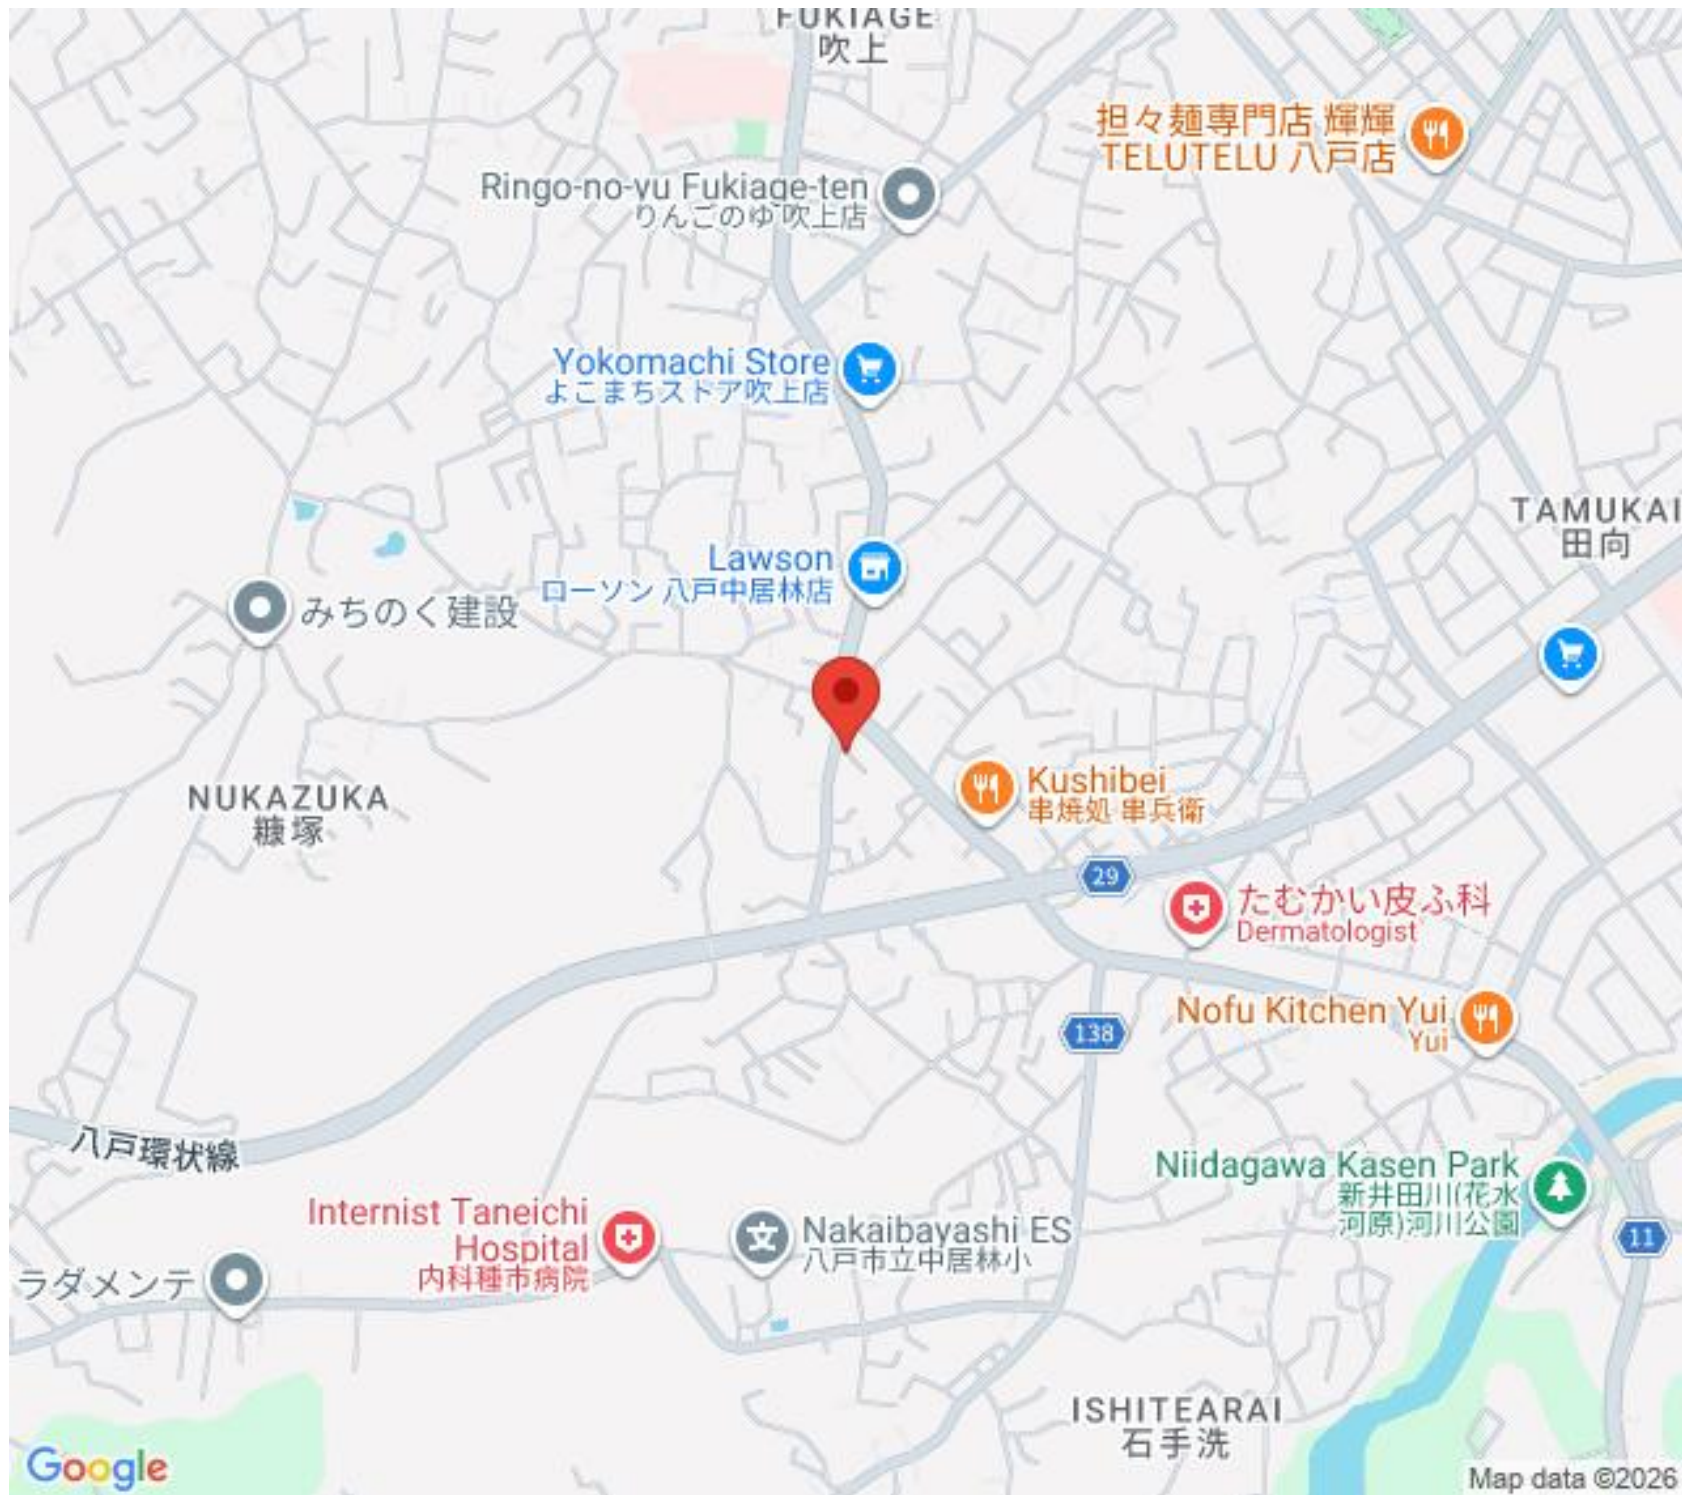 FUKIAGE
吹上
担々麺専門店 輝輝
TELUTELU 八戸店
Ringo-no-yu Fukiage-ten
りんごのゆ 吹上店
Yokomachi Store
よこまちストア吹上店
TAMUKAI
田向
Lawson
ローソン 八戸中居林店
みちのく建設
NUKAZUKA
糠塚
Kushibei
串焼処 串兵衛
29
たむかい皮ふ科
Dermatologist
Nofu Kitchen Yui
Yui
138
八戸環状線
Niidagawa Kasen Park
新井田川(花水
河原)河川公園
Internist Taneichi
Hospital
内科種市病院
文
Nakaibayashi ES
八戸市立中居林小
11
ラダメンテ
ISHITEARAI
石手洗
Google
Map data ©2026